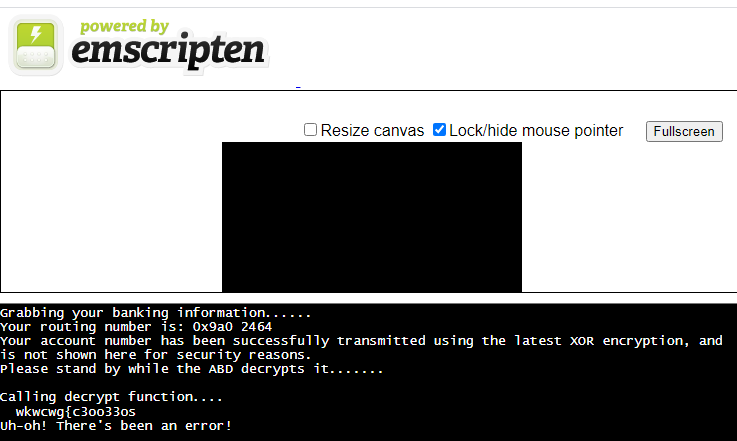 powered by
emscripten
Resize canvas Lock/hide mouse pointer Fullscreen
Grabbing your banking information......
Your routing number is: 0x9a0 2464
Your account number has been successfully transmitted using the latest XOR encryption, and
is not shown here for security reasons.
Please stand by while the ABD decrypts it.......
Calling decrypt function....
wkwcwg{c3oo33os
Uh-oh! There's been an error!